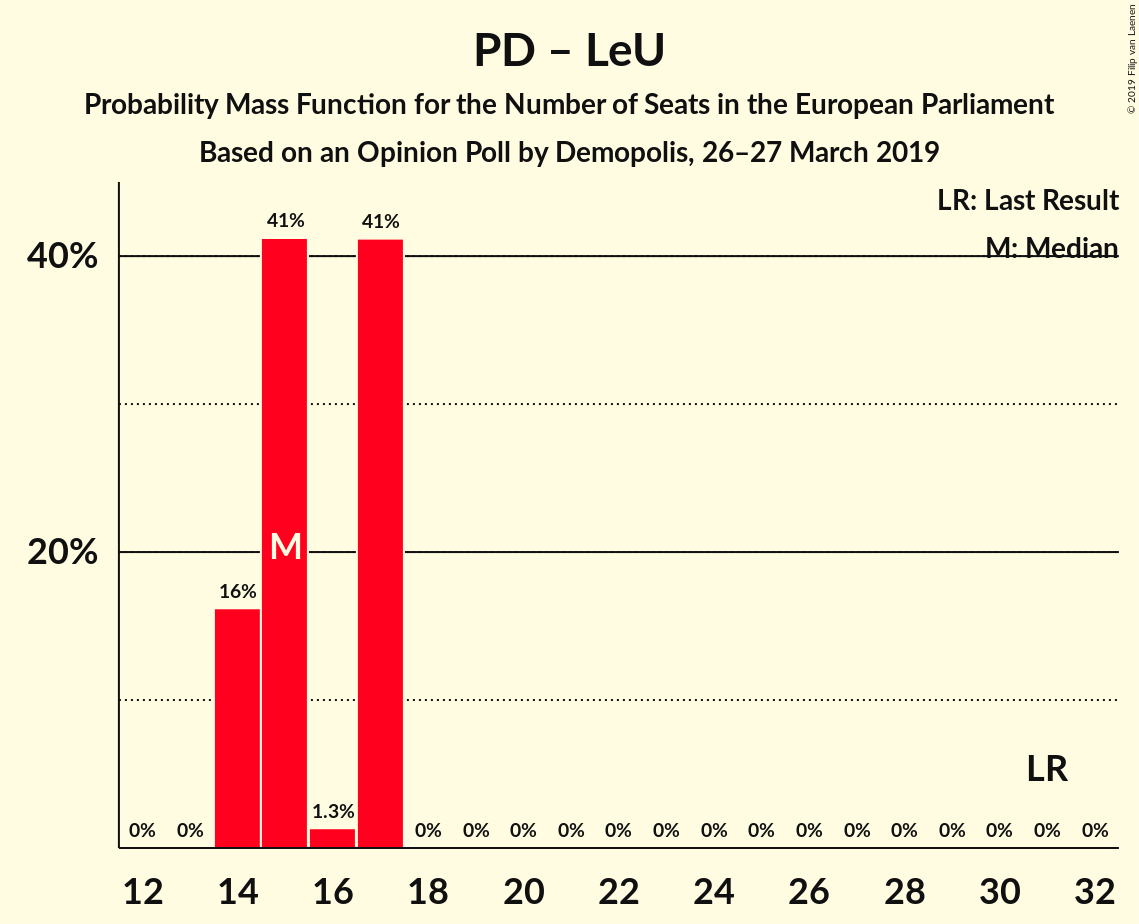 PD – LeU
Probability Mass Function for the Number of Seats in the European Parliament
Based on an Opinion Poll by Demopolis, 26–27 March 2019
© 2019 Filip van Laenen
LR: Last Result
M: Median
40%
20%
41%
41%
M
16%
1.3%
LR
0% 0% 0% 0% 0% 0% 0% 0% 0% 0% 0% 0% 0% 0% 0% 0% 0%
12 14 16 18 20 22 24 26 28 30 32